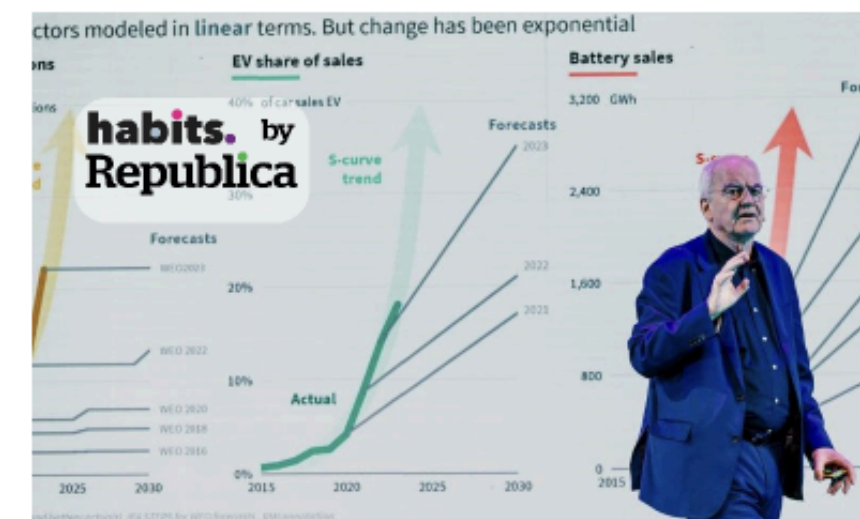 ctors modeled in linear terms. But change has been exponential
ons
EV share of sales
Battery sales
ions
40% of car sales EV
3,200 GWh
Fo
habits. by
Republica
Forecasts
2023
S-curve
trend
30%
2,400
Forecasts
WEO2023
2022
20%
1,600
2021
WEO 2022
10%
800
Actual
WEO 2020
WEO 2018
WEO 2016
0%
0
2025
2030
2015
2020
2025
2030
2015